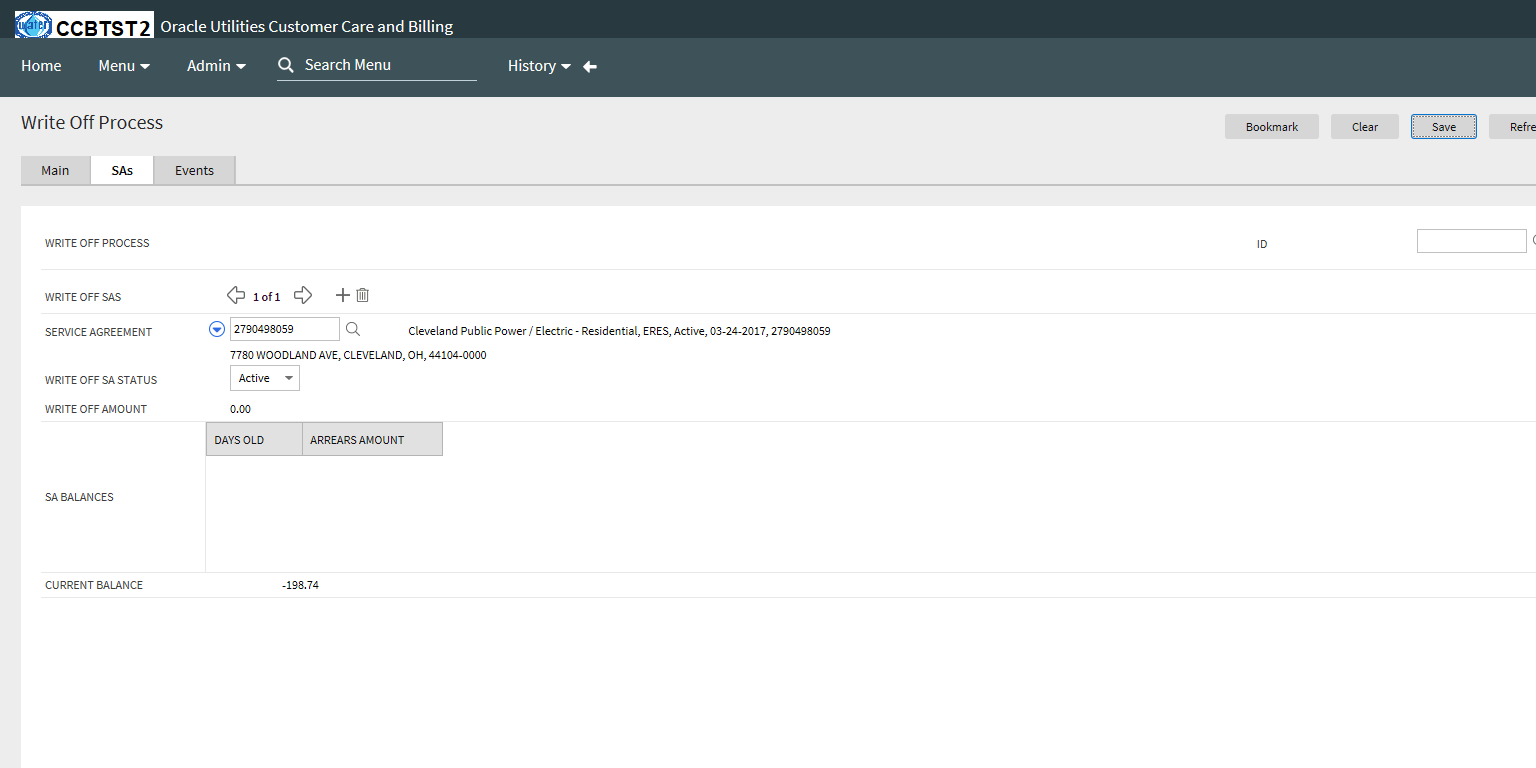 water CCBTST2 Oracle Utilities Customer Care and Billing
Home Menu Admin Search Menu History
Write Off Process
Bookmark Clear Save Refre
Main SAs Events
WRITE OFF PROCESS ID
WRITE OFF SAS 1 of 1
SERVICE AGREEMENT 2790498059 Cleveland Public Power / Electric - Residential, ERES, Active, 03-24-2017, 2790498059
7780 WOODLAND AVE, CLEVELAND, OH, 44104-0000
WRITE OFF SA STATUS Active
WRITE OFF AMOUNT 0.00
DAYS OLD ARREARS AMOUNT
SA BALANCES
CURRENT BALANCE -198.74